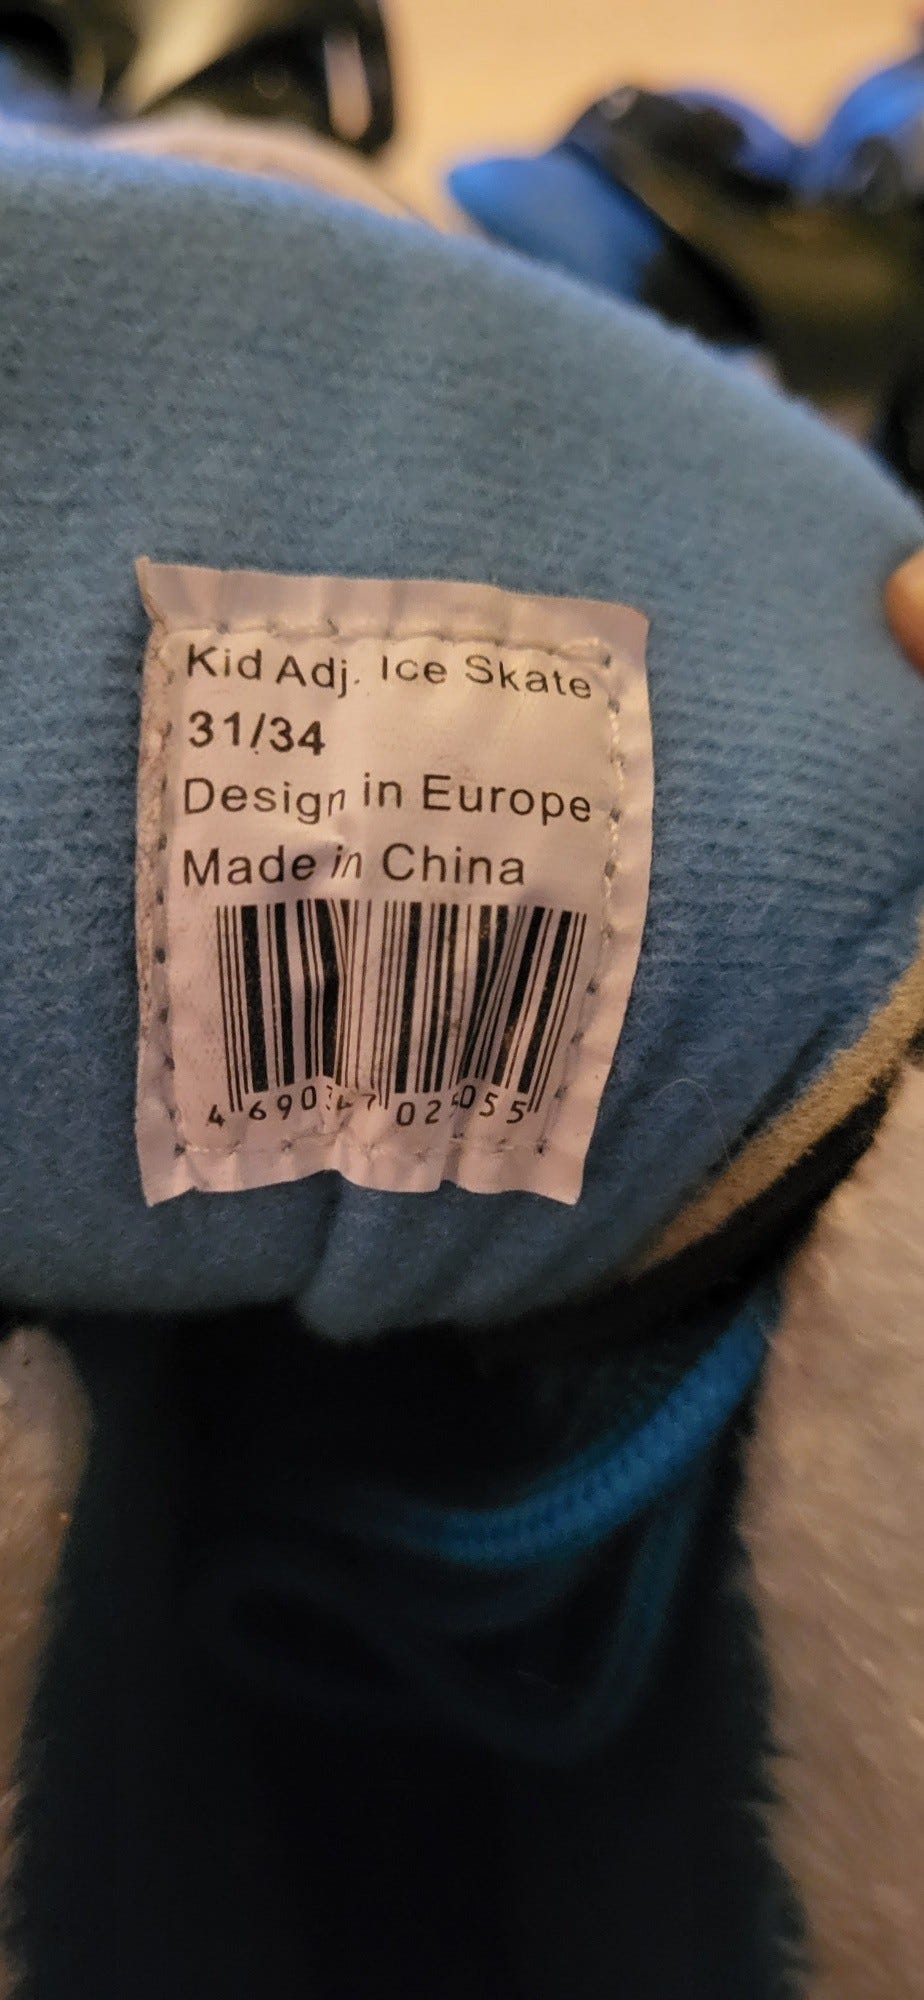 Kid Adj. Ice Skate
31/34
Design in Europe
Made in China